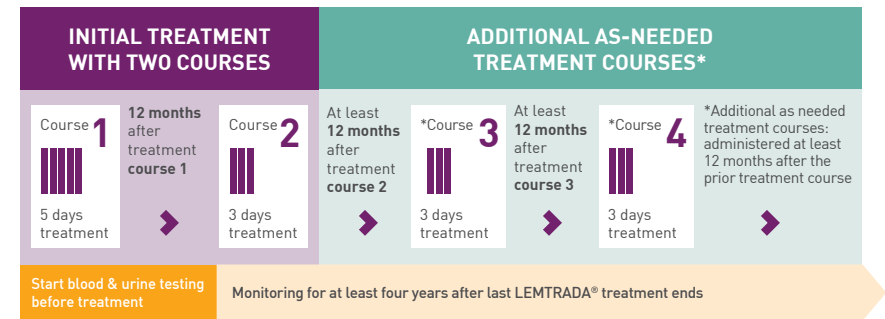 INITIAL TREATMENT
WITH TWO COURSES
ADDITIONAL AS-NEEDED
TREATMENT COURSES*
Course 1
5 days
treatment
12 months
after
treatment
course 1
Course 2
3 days
treatment
At least
12 months
after
treatment
course 2
*Course 3
3 days
treatment
At least
12 months
after
treatment
course 3
*Course 4
3 days
treatment
*Additional as needed
treatment courses:
administered at least
12 months after the
prior treatment course
Start blood & urine testing
before treatment
Monitoring for at least four years after last LEMTRADA® treatment ends